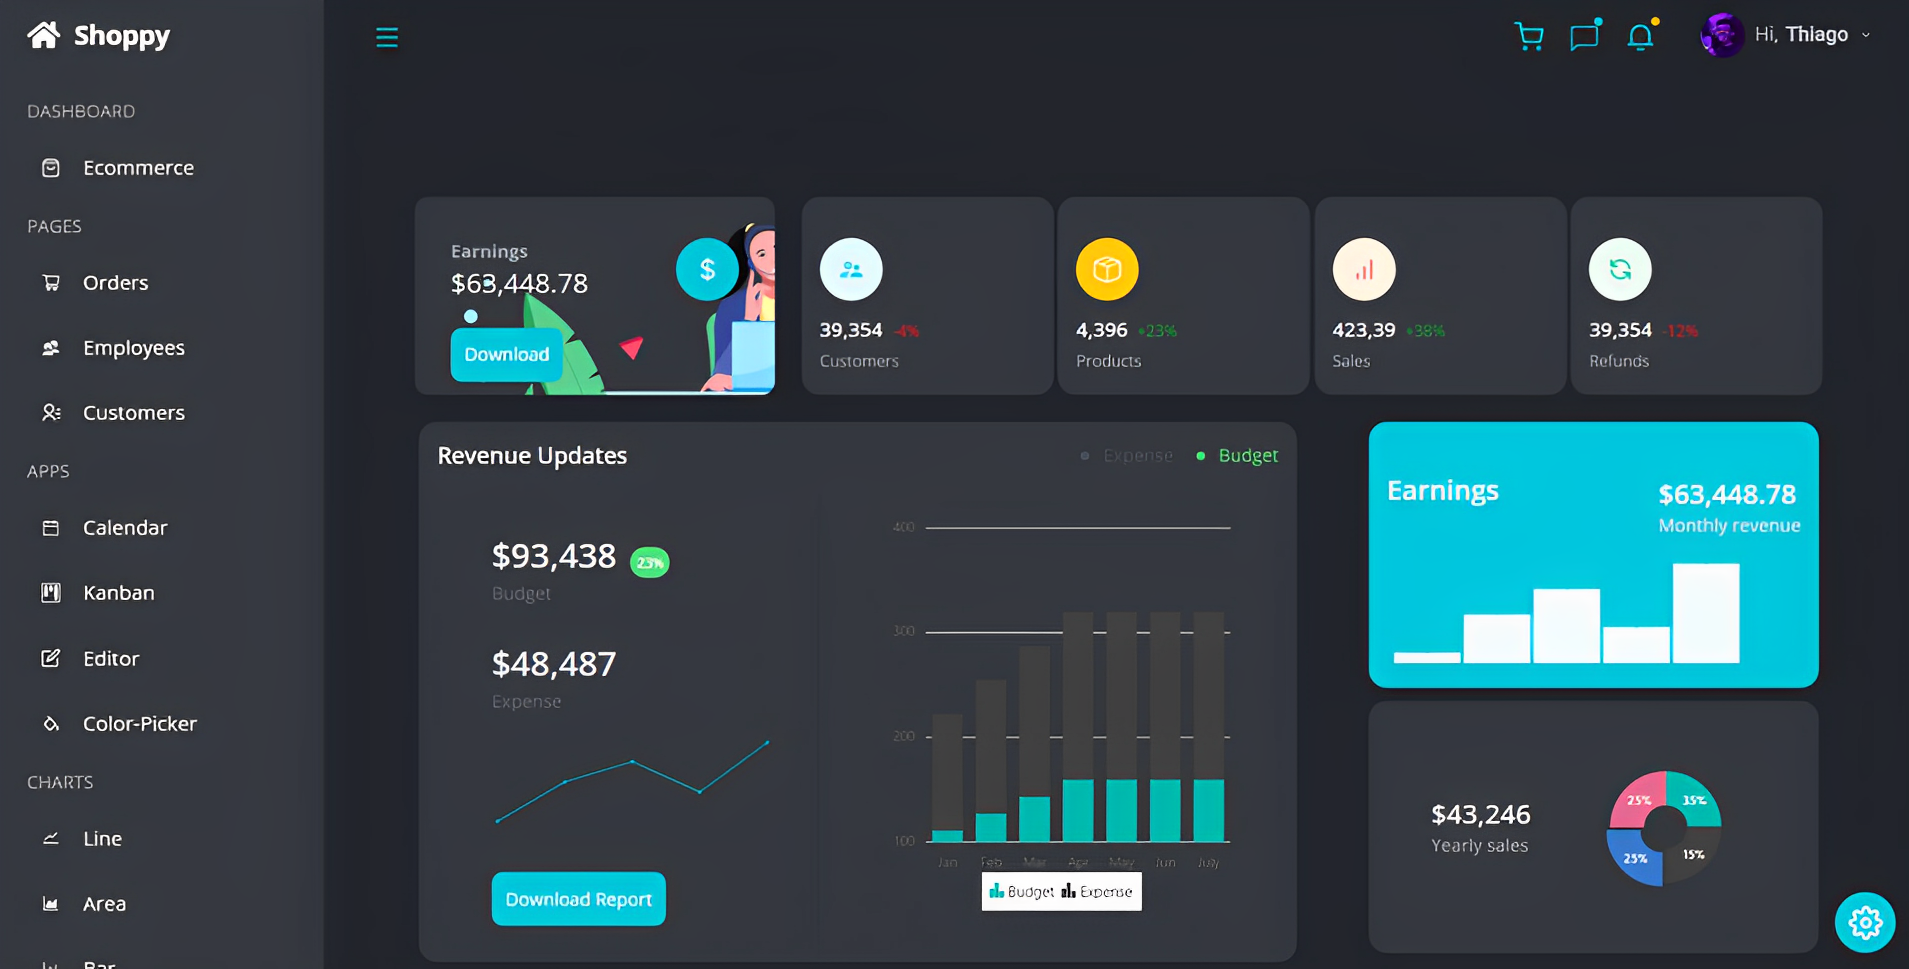 Shoppy
Hi, Thiago
DASHBOARD
Ecommerce
PAGES
Orders
Employees
Customers
APPS
Calendar
Kanban
Editor
Color-Picker
CHARTS
Line
Area
Bar
Earnings
$63,448.78
$
Download
39,354 -4%
Customers
4,396 +23%
Products
423,39 +38%
Sales
39,354 -12%
Refunds
Revenue Updates
Expense Budget
$93,438 23%
Budget
$48,487
Expense
Download Report
400
300
200
100
Jan Feb Mar Apr May Jun July
Budget Expense
Earnings
$63,448.78
Monthly revenue
$43,246
Yearly sales
25% 35%
25% 15%